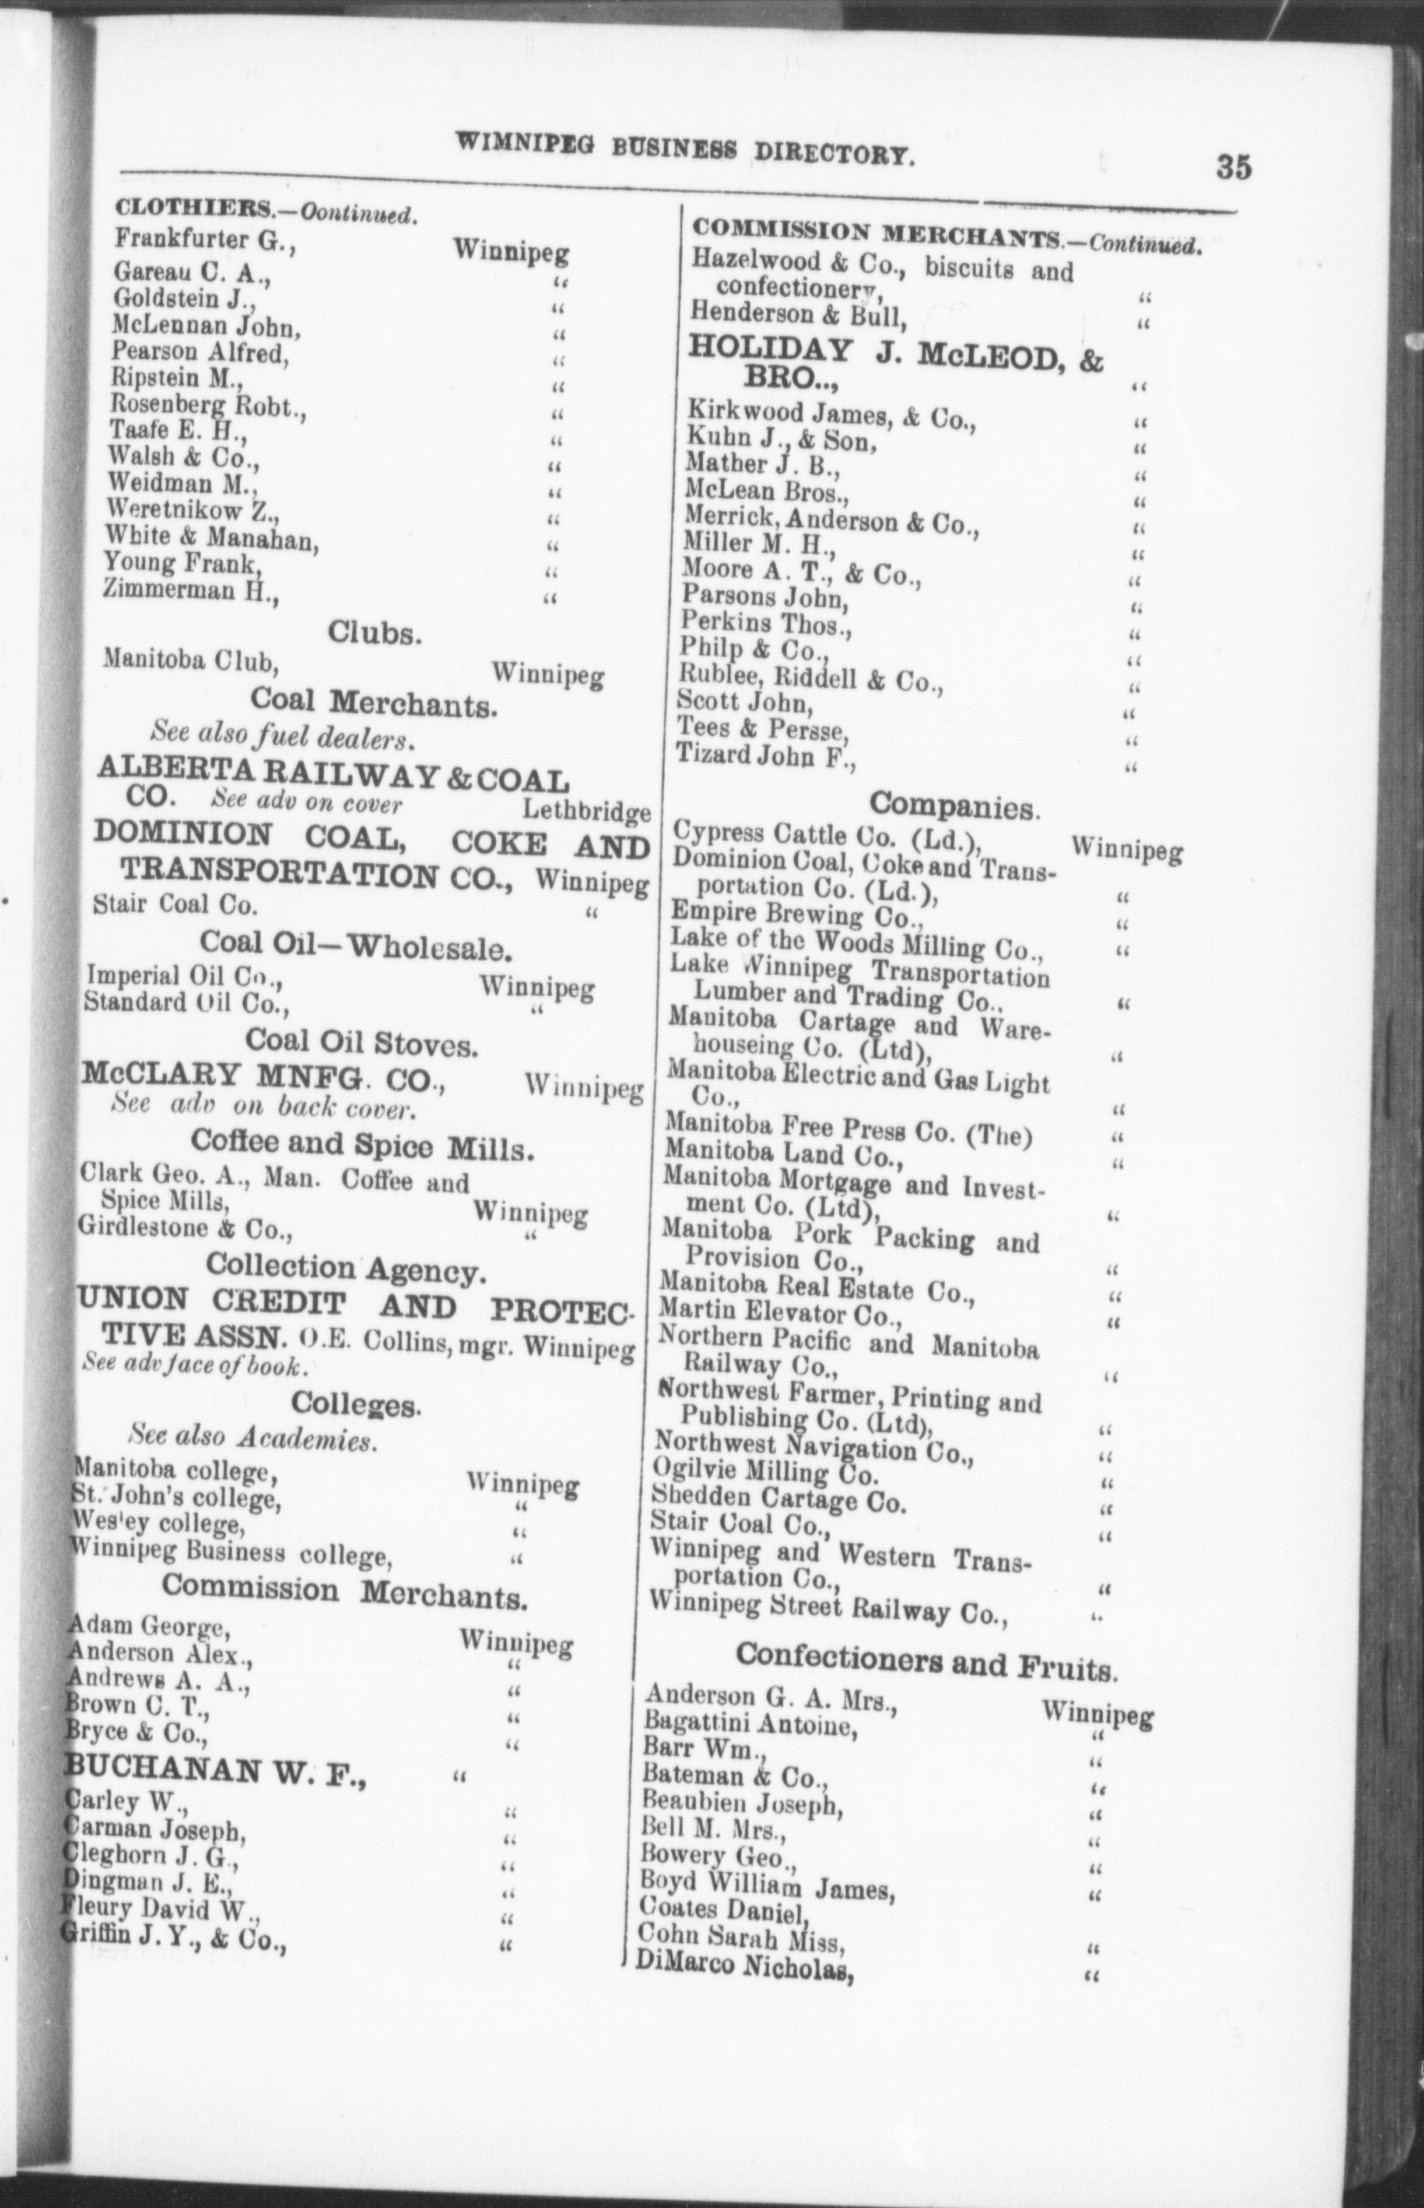 WIMNIPEG BUSINESS DIRECTORY.
35
CLOTHIERS.—Oontinued.
Frankfurter G., Winnipeg
Gareau C. A., “
Goldstein J., “
McLennan John, “
Pearson Alfred, “
Ripstein M., “
Rosenberg Robt., “
Taafe E. H., “
Walsh & Co., “
Weidman M., “
Weretnikow Z., “
White & Manahan, “
Young Frank, “
Zimmerman H., “
Clubs.
Manitoba Club, Winnipeg
Coal Merchants.
See also fuel dealers.
ALBERTA RAILWAY & COAL
CO. See adv on cover Lethbridge
DOMINION COAL, COKE AND
TRANSPORTATION CO., Winnipeg
Stair Coal Co. “
Coal Oil—Wholesale.
Imperial Oil Co., Winnipeg
Standard Oil Co., “
Coal Oil Stoves.
McCLARY MNFG. CO., Winnipeg
See adv on back cover.
Coffee and Spice Mills.
Clark Geo. A., Man. Coffee and
Spice Mills, Winnipeg
Girdlestone & Co., “
Collection Agency.
UNION CREDIT AND PROTEC-
TIVE ASSN. O.E. Collins, mgr. Winnipeg
See adv face of book.
Colleges.
See also Academies.
Manitoba college, Winnipeg
St. John's college, “
Wesley college, “
Winnipeg Business college, “
Commission Merchants.
Adam George, Winnipeg
Anderson Alex., “
Andrews A. A., “
Brown C. T., “
Bryce & Co., “
BUCHANAN W. F., “
Carley W., “
Carman Joseph, “
Cleghorn J. G., “
Dingman J. E., “
Fleury David W., “
Griffin J. Y., & Co., “
COMMISSION MERCHANTS.—Continued.
Hazelwood & Co., biscuits and
confectionery, “
Henderson & Bull, “
HOLIDAY J. McLEOD, &
BRO.., “
Kirkwood James, & Co., “
Kuhn J., & Son, “
Mather J. B., “
McLean Bros., “
Merrick, Anderson & Co., “
Miller M. H., “
Moore A. T., & Co., “
Parsons John, “
Perkins Thos., “
Philp & Co., “
Rublee, Riddell & Co., “
Scott John, “
Tees & Persse, “
Tizard John F., “
Companies.
Cypress Cattle Co. (Ld.), Winnipeg
Dominion Coal, Coke and Trans-
portation Co. (Ld.), “
Empire Brewing Co., “
Lake of the Woods Milling Co., “
Lake Winnipeg Transportation
Lumber and Trading Co.. “
Manitoba Cartage and Ware-
houseing Co. (Ltd), “
Manitoba Electric and Gas Light
Co., “
Manitoba Free Press Co. (The) “
Manitoba Land Co., “
Manitoba Mortgage and Invest-
ment Co. (Ltd), “
Manitoba Pork Packing and
Provision Co., “
Manitoba Real Estate Co., “
Martin Elevator Co., “
Northern Pacific and Manitoba
Railway Co., “
Northwest Farmer, Printing and
Publishing Co. (Ltd), “
Northwest Navigation Co., “
Ogilvie Milling Co. “
Shedden Cartage Co. “
Stair Coal Co., “
Winnipeg and Western Trans-
portation Co., “
Winnipeg Street Railway Co., “
Confectioners and Fruits.
Anderson G. A. Mrs., Winnipeg
Bagattini Antoine, “
Barr Wm., “
Bateman & Co., “
Beaubien Joseph, “
Bell M. Mrs., “
Bowery Geo., “
Boyd William James, “
Coates Daniel,
Cohn Sarah Miss, “
DiMarco Nicholas, “